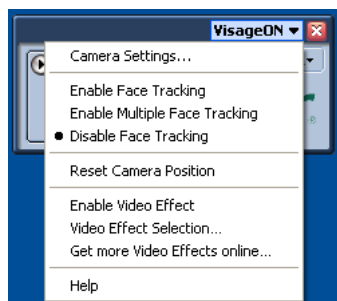 VisageON
Camera Settings...
Enable Face Tracking
Enable Multiple Face Tracking
Disable Face Tracking
Reset Camera Position
Enable Video Effect
Video Effect Selection...
Get more Video Effects online...
Help